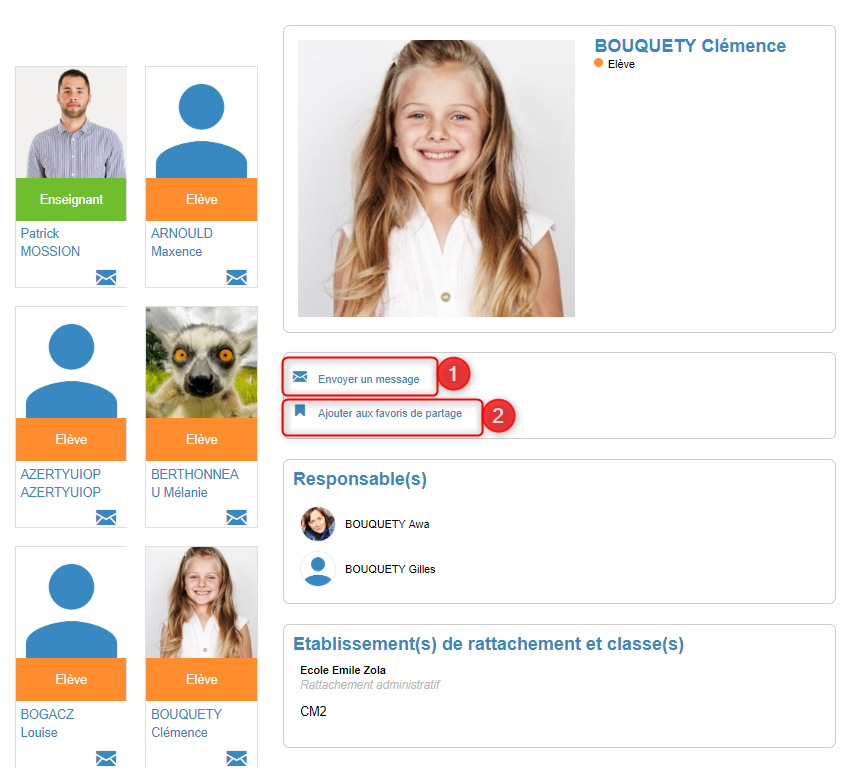 Enseignant
Patrick
MOSSION
Elève
ARNOULD
Maxence
Elève
AZERTYUIOP
AZERTYUIOP
Elève
BERTHONNEA
U Mélanie
Elève
BOGACZ
Louise
Elève
BOUQUETY
Clémence
BOUQUETY Clémence
Elève
Envoyer un message
1
Ajouter aux favoris de partage
2
Responsable(s)
BOUQUETY Awa
BOUQUETY Gilles
Etablissement(s) de rattachement et classe(s)
Ecole Emile Zola
Rattachement administratif
CM2